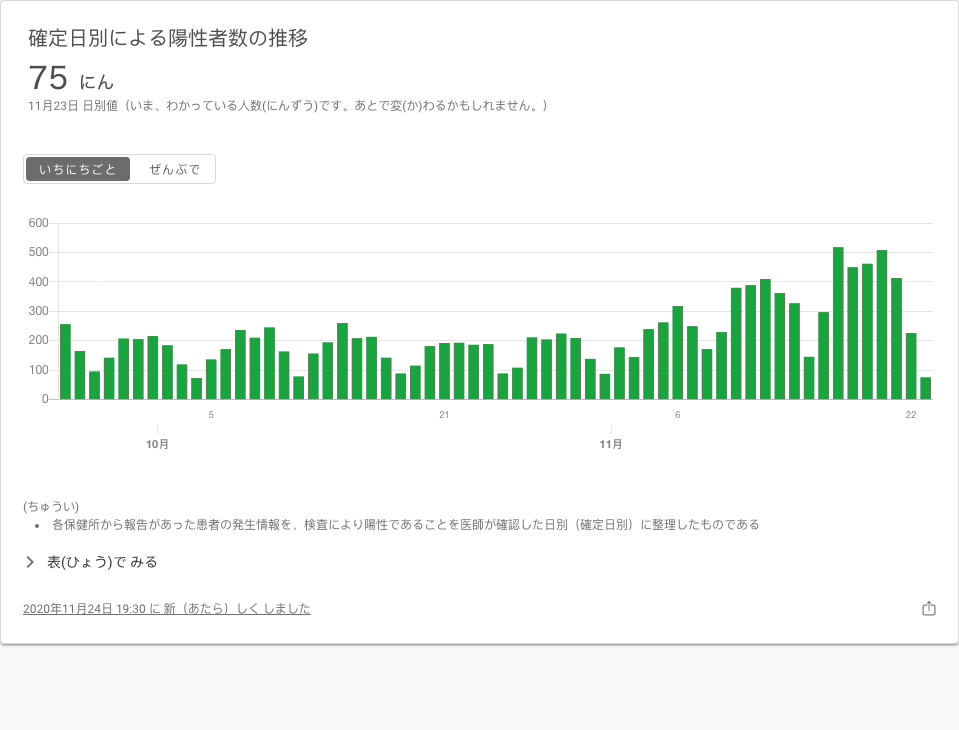 確定日別による陽性者数の推移
75 にん
11月23日 日別値（いま、わかっている人数(にんずう)です。あとで変(か)わるかもしれません。）
いちにちごと ぜんぶで
600
500
400
300
200
100
0
5 21 6 22
10月 11月
(ちゅうい)
• 各保健所から報告があった患者の発生情報を、検査により陽性であることを医師が確認した日別（確定日別）に整理したものである
表(ひょう)で みる
2020年11月24日 19:30 に 新（あたら）しく しました